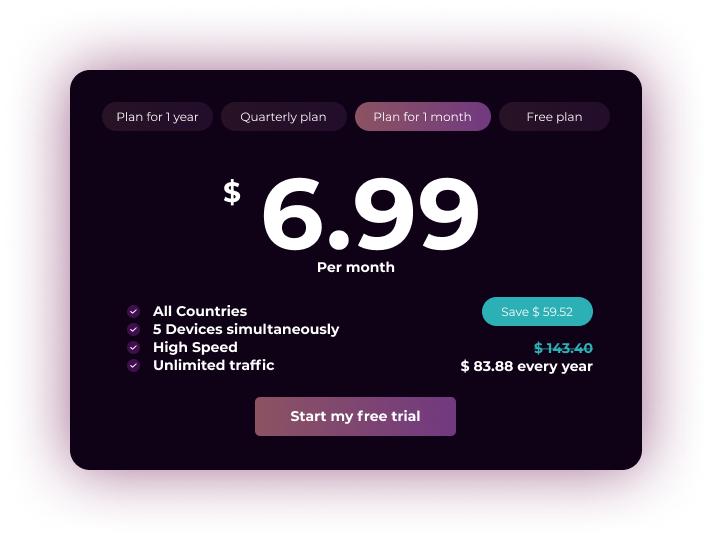 Plan for 1 year
Quarterly plan
Plan for 1 month
Free plan
$ 6.99
Per month
All Countries
5 Devices simultaneously
High Speed
Unlimited traffic
Save $ 59.52
$ 143.40
$ 83.88 every year
Start my free trial